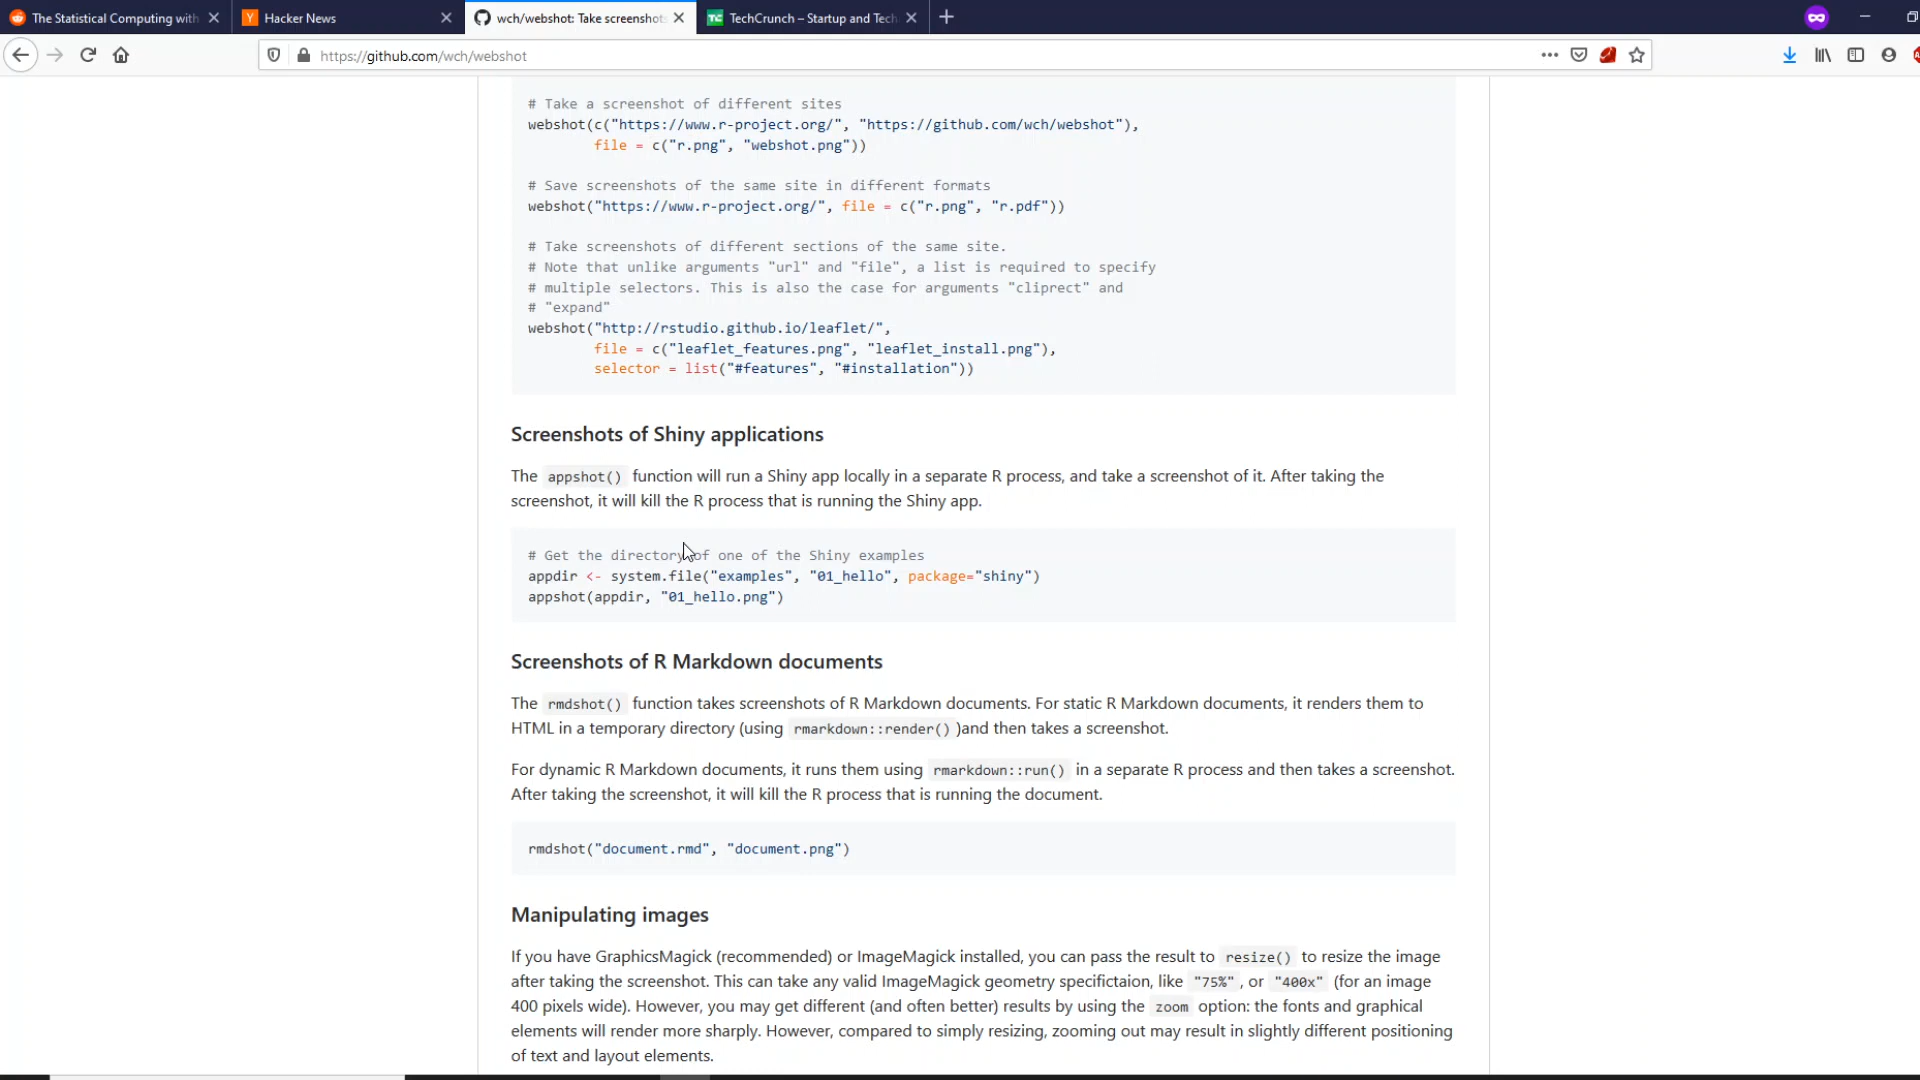 The Statistical Computing with
Hacker News
wch/webshot: Take screenshots
TechCrunch – Startup and Tech
https://github.com/wch/webshot
# Take a screenshot of different sites
webshot(c("https://www.r-project.org/", "https://github.com/wch/webshot"),
file = c("r.png", "webshot.png"))
# Save screenshots of the same site in different formats
webshot("https://www.r-project.org/", file = c("r.png", "r.pdf"))
# Take screenshots of different sections of the same site.
# Note that unlike arguments "url" and "file", a list is required to specify
# multiple selectors. This is also the case for arguments "cliprect" and
# "expand"
webshot("http://rstudio.github.io/leaflet/",
file = c("leaflet_features.png", "leaflet_install.png"),
selector = list("#features", "#installation"))
Screenshots of Shiny applications
The appshot() function will run a Shiny app locally in a separate R process, and take a screenshot of it. After taking the
screenshot, it will kill the R process that is running the Shiny app.
# Get the directory of one of the Shiny examples
appdir <- system.file("examples", "01_hello", package="shiny")
appshot(appdir, "01_hello.png")
Screenshots of R Markdown documents
The rmdshot() function takes screenshots of R Markdown documents. For static R Markdown documents, it renders them to
HTML in a temporary directory (using rmarkdown::render() )and then takes a screenshot.
For dynamic R Markdown documents, it runs them using rmarkdown::run() in a separate R process and then takes a screenshot.
After taking the screenshot, it will kill the R process that is running the document.
rmdshot("document.rmd", "document.png")
Manipulating images
If you have GraphicsMagick (recommended) or ImageMagick installed, you can pass the result to resize() to resize the image
after taking the screenshot. This can take any valid ImageMagick geometry specifictaion, like "75%", or "400x" (for an image
400 pixels wide). However, you may get different (and often better) results by using the zoom option: the fonts and graphical
elements will render more sharply. However, compared to simply resizing, zooming out may result in slightly different positioning
of text and layout elements.